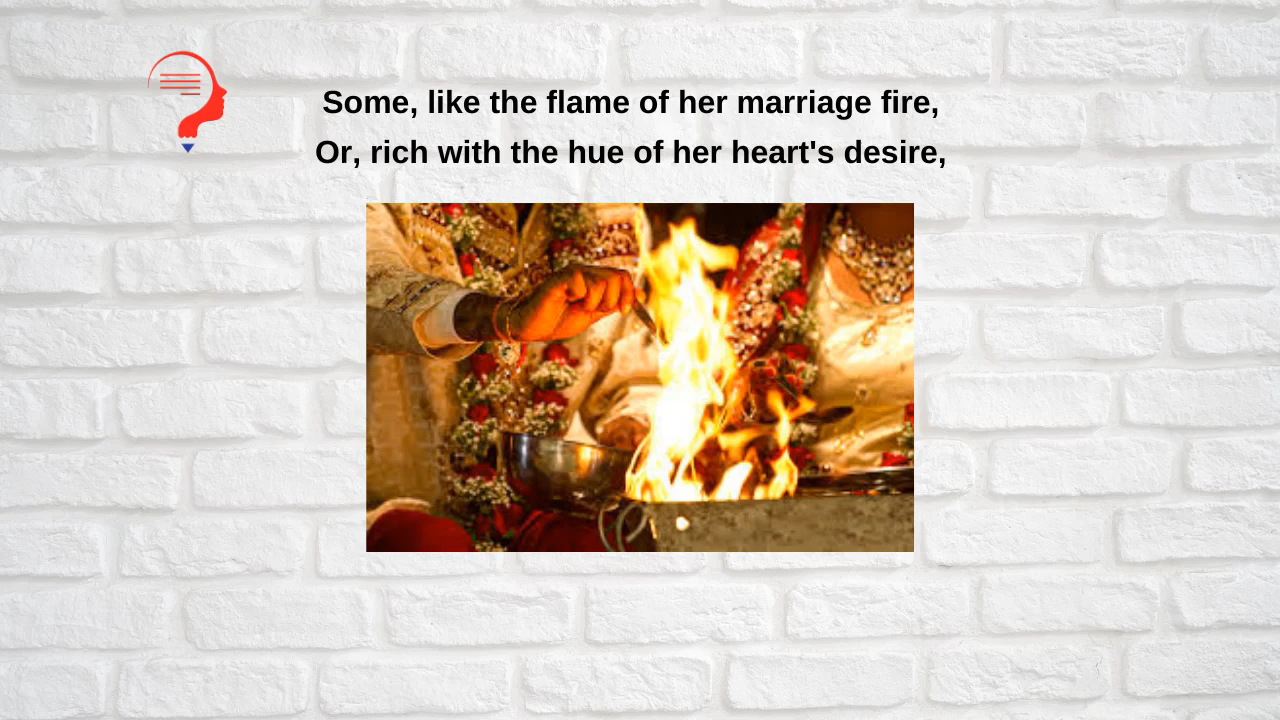 Some, like the flame of her marriage fire,
Or, rich with the hue of her heart's desire,